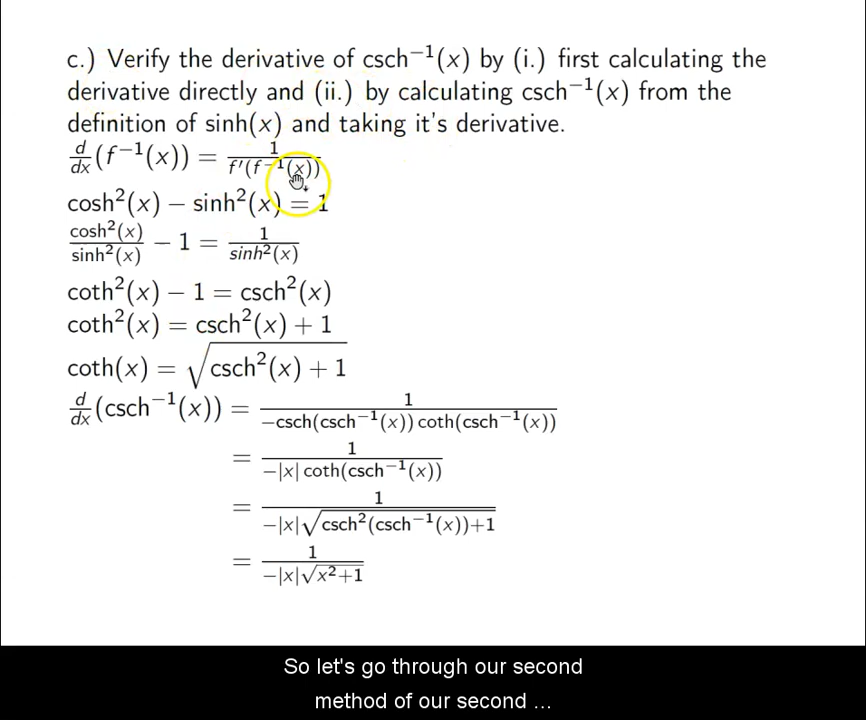 c.) Verify the derivative of csch⁻¹(x) by (i.) first calculating the
derivative directly and (ii.) by calculating csch⁻¹(x) from the
definition of sinh(x) and taking it's derivative.
d/dx (f⁻¹(x)) = 1/(f′(f⁻¹(x)))
cosh²(x) − sinh²(x) = 1
cosh²(x)/sinh²(x) − 1 = 1/sinh²(x)
coth²(x) − 1 = csch²(x)
coth²(x) = csch²(x) + 1
coth(x) = √(csch²(x) + 1)
d/dx (csch⁻¹(x)) = 1/(−csch(csch⁻¹(x)) coth(csch⁻¹(x)))
= 1/(−|x| coth(csch⁻¹(x)))
= 1/(−|x|√(csch²(csch⁻¹(x))+1))
= 1/(−|x|√(x²+1))
So let's go through our second
method of our second ...